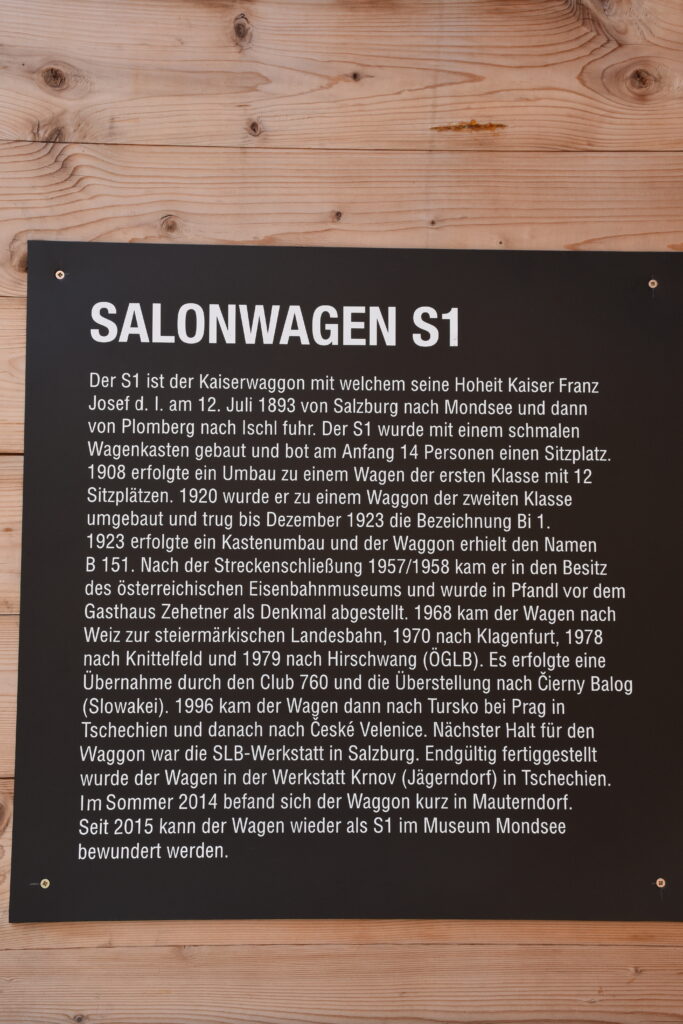 SALONWAGEN S1
Der S1 ist der Kaiserwaggon mit welchem seine Hoheit Kaiser Franz
Josef d. I. am 12. Juli 1893 von Salzburg nach Mondsee und dann
von Plomberg nach Ischl fuhr. Der S1 wurde mit einem schmalen
Wagenkasten gebaut und bot am Anfang 14 Personen einen Sitzplatz.
1908 erfolgte ein Umbau zu einem Wagen der ersten Klasse mit 12
Sitzplätzen. 1920 wurde er zu einem Waggon der zweiten Klasse
umgebaut und trug bis Dezember 1923 die Bezeichnung Bi 1.
1923 erfolgte ein Kastenumbau und der Waggon erhielt den Namen
B 151. Nach der Streckenschließung 1957/1958 kam er in den Besitz
des österreichischen Eisenbahnmuseums und wurde in Pfandl vor dem
Gasthaus Zehetner als Denkmal abgestellt. 1968 kam der Wagen nach
Weiz zur steiermärkischen Landesbahn, 1970 nach Klagenfurt, 1978
nach Knittelfeld und 1979 nach Hirschwang (ÖGLB). Es erfolgte eine
Übernahme durch den Club 760 und die Überstellung nach Čierny Balog
(Slowakei). 1996 kam der Wagen dann nach Tursko bei Prag in
Tschechien und danach nach České Velenice. Nächster Halt für den
Waggon war die SLB-Werkstatt in Salzburg. Endgültig fertiggestellt
wurde der Wagen in der Werkstatt Krnov (Jägerndorf) in Tschechien.
Im Sommer 2014 befand sich der Waggon kurz in Mauterndorf.
Seit 2015 kann der Wagen wieder als S1 im Museum Mondsee
bewundert werden.